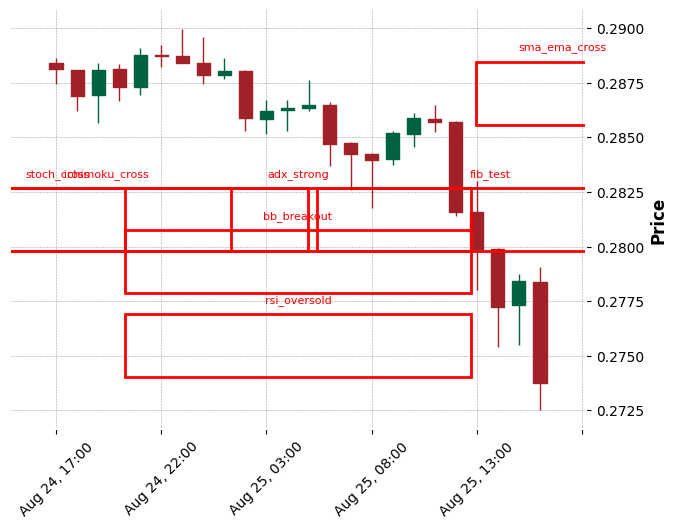 0.2900
sma_ema_cross
0.2875
0.2850
stoch_cross
ichimoku_cross
adx_strong
fib_test
0.2825
bb_breakout
0.2800
Price
rsi_oversold
0.2775
0.2750
0.2725
Aug 24, 17:00
Aug 24, 22:00
Aug 25, 03:00
Aug 25, 08:00
Aug 25, 13:00